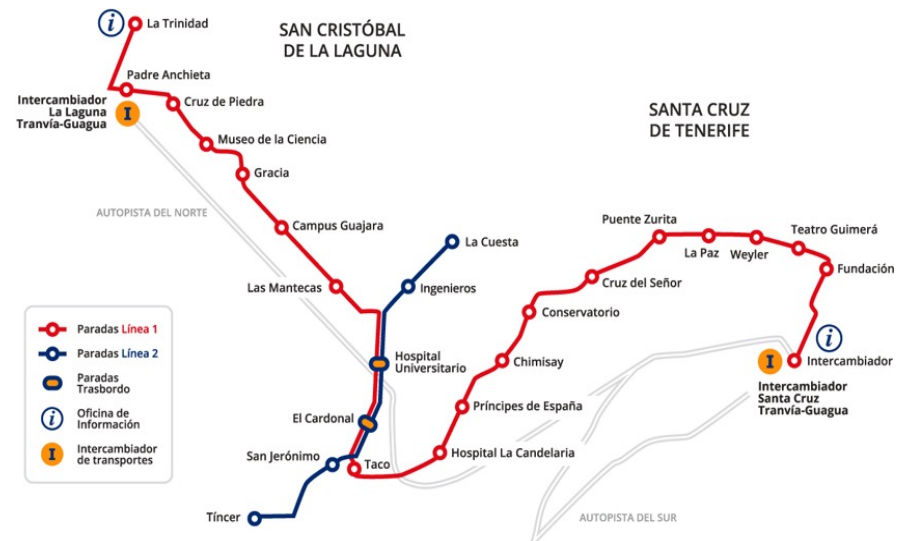 La Trinidad
SAN CRISTÓBAL
DE LA LAGUNA
Padre Anchieta
Intercambiador
La Laguna
Tranvía-Guagua
I
Cruz de Piedra
Museo de la Ciencia
Gracia
SANTA CRUZ
DE TENERIFE
AUTOPISTA DEL NORTE
Campus Guajara
La Cuesta
Las Mantecas
Ingenieros
Hospital
Universitario
El Cardonal
San Jerónimo
Taco
Tíncer
Hospital La Candelaria
Príncipes de España
Chimisay
Conservatorio
Cruz del Señor
Puente Zurita
La Paz
Weyler
Teatro Guimerá
Fundación
i
Intercambiador
I
Intercambiador
Santa Cruz
Tranvía-Guagua
AUTOPISTA DEL SUR
i
Paradas Línea 1
Paradas Línea 2
Paradas
Trasbordo
i
Oficina de
Información
I
Intercambiador
de transportes